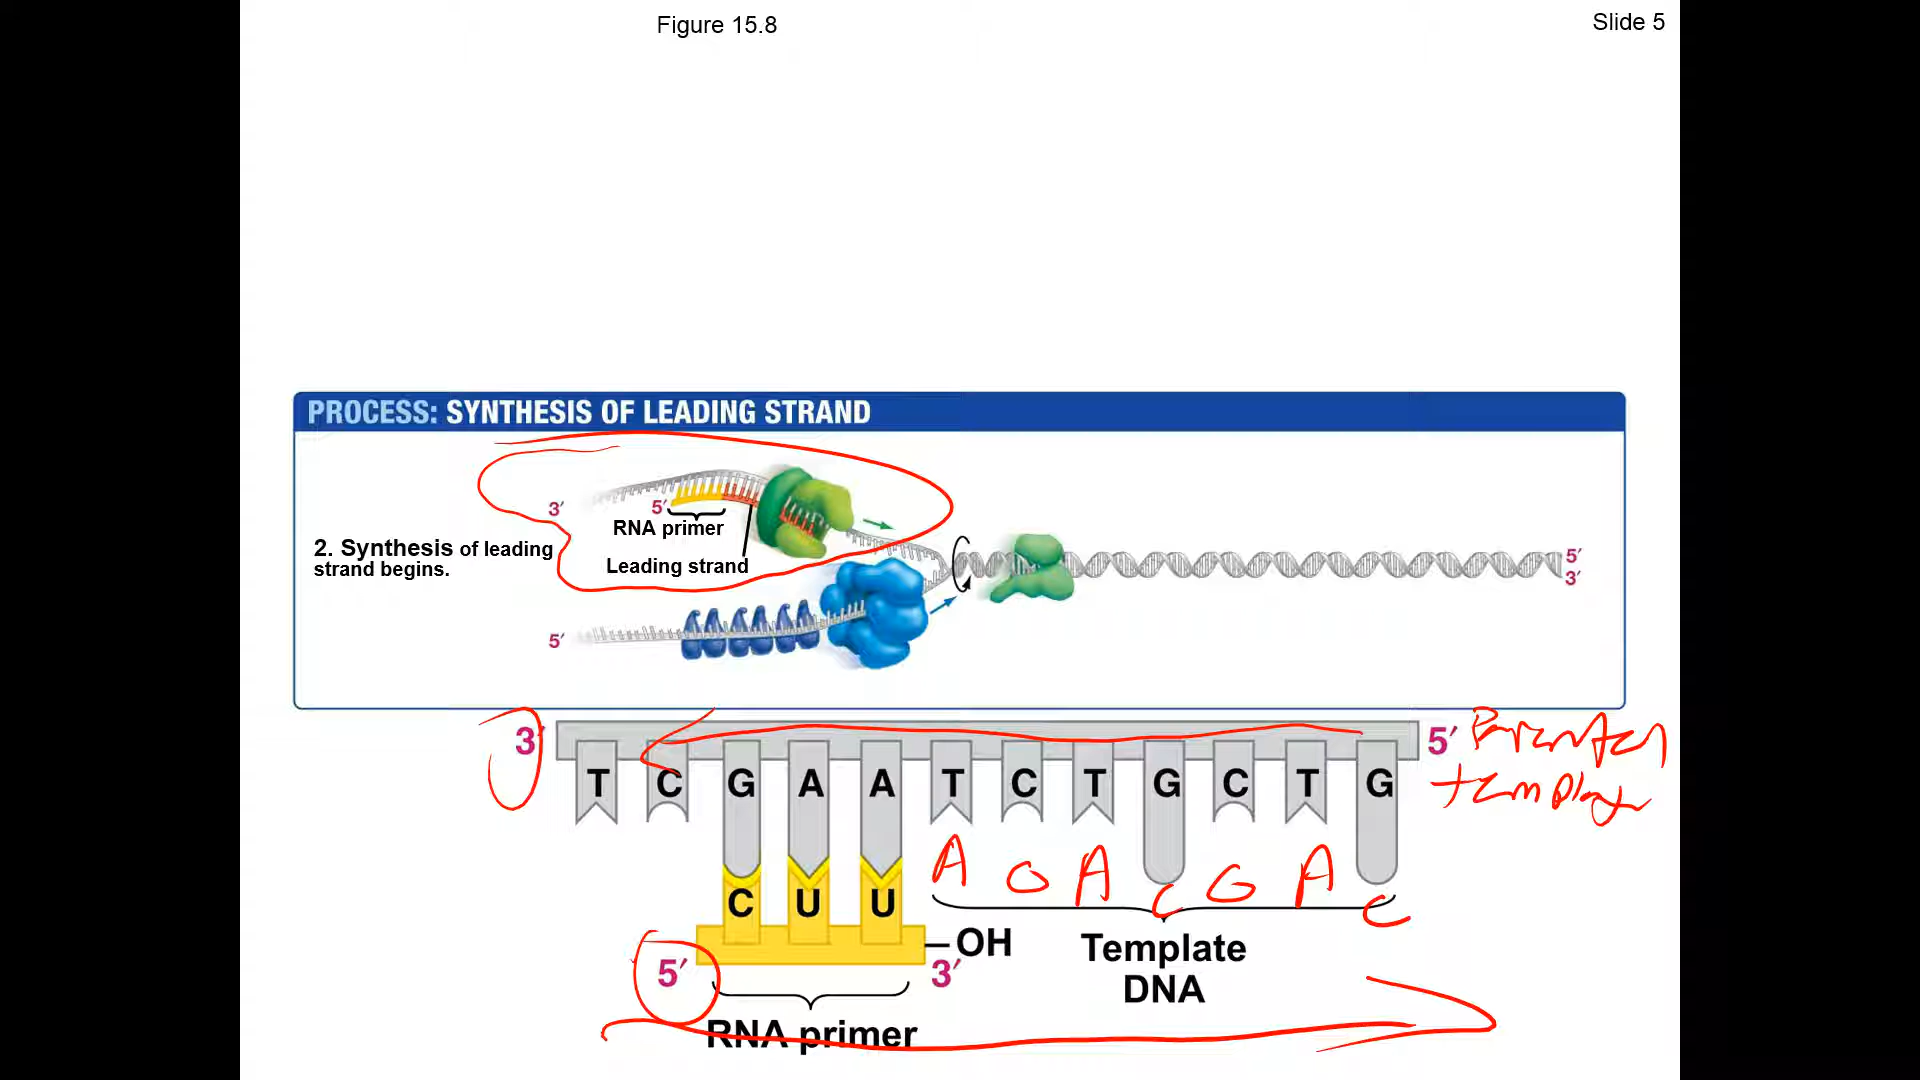 Figure 15.8
Slide 5
PROCESS: SYNTHESIS OF LEADING STRAND
3′
5′
RNA primer
Leading strand
2. Synthesis of leading
strand begins.
5′
3′
5′
3′
5′
T C G A A T C T G C T G
A G A C G A C
C U U
OH
5′
3′
Template
DNA
RNA primer